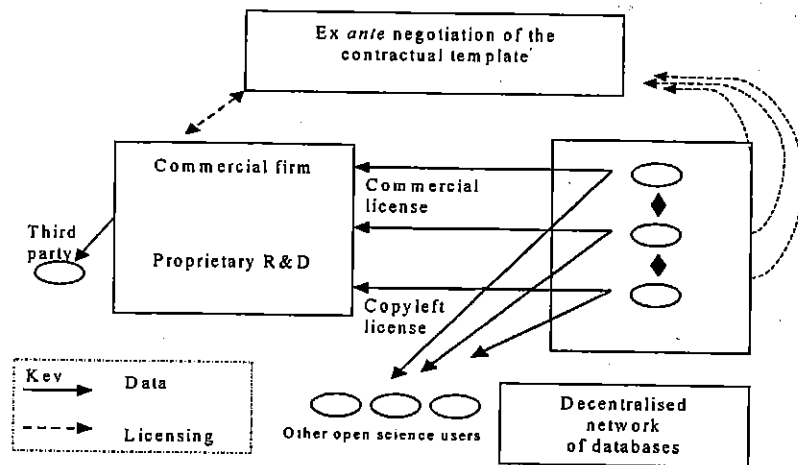 Ex ante negotiation of the
contractual template
Commercial firm
Commercial
license
Third
party
Proprietary R&D
Copyleft
license
Key
Data
Licensing
Other open science users
Decentralised
network
of databases